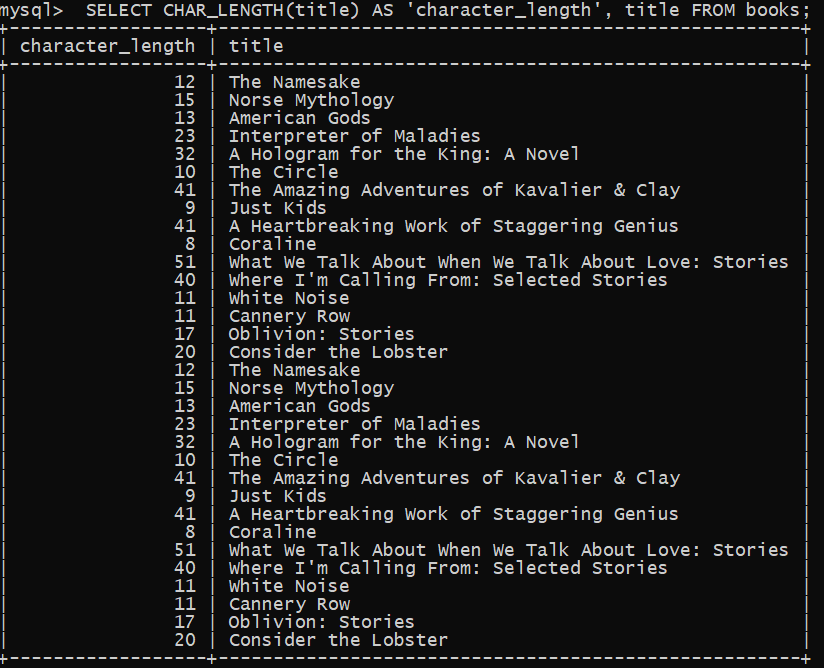 mysql>  SELECT CHAR_LENGTH(title) AS 'character_length', title FROM books;
+------------------+-----------------------------------------------------+
| character_length | title                                               |
+------------------+-----------------------------------------------------+
|               12 | The Namesake                                        |
|               15 | Norse Mythology                                     |
|               13 | American Gods                                       |
|               23 | Interpreter of Maladies                             |
|               32 | A Hologram for the King: A Novel                    |
|               10 | The Circle                                          |
|               41 | The Amazing Adventures of Kavalier & Clay           |
|                9 | Just Kids                                           |
|               41 | A Heartbreaking Work of Staggering Genius           |
|                8 | Coraline                                            |
|               51 | What We Talk About When We Talk About Love: Stories |
|               40 | Where I'm Calling From: Selected Stories            |
|               11 | White Noise                                         |
|               11 | Cannery Row                                         |
|               17 | Oblivion: Stories                                   |
|               20 | Consider the Lobster                                |
|               12 | The Namesake                                        |
|               15 | Norse Mythology                                     |
|               13 | American Gods                                       |
|               23 | Interpreter of Maladies                             |
|               32 | A Hologram for the King: A Novel                    |
|               10 | The Circle                                          |
|               41 | The Amazing Adventures of Kavalier & Clay           |
|                9 | Just Kids                                           |
|               41 | A Heartbreaking Work of Staggering Genius           |
|                8 | Coraline                                            |
|               51 | What We Talk About When We Talk About Love: Stories |
|               40 | Where I'm Calling From: Selected Stories            |
|               11 | White Noise                                         |
|               11 | Cannery Row                                         |
|               17 | Oblivion: Stories                                   |
|               20 | Consider the Lobster                                |
+------------------+-----------------------------------------------------+